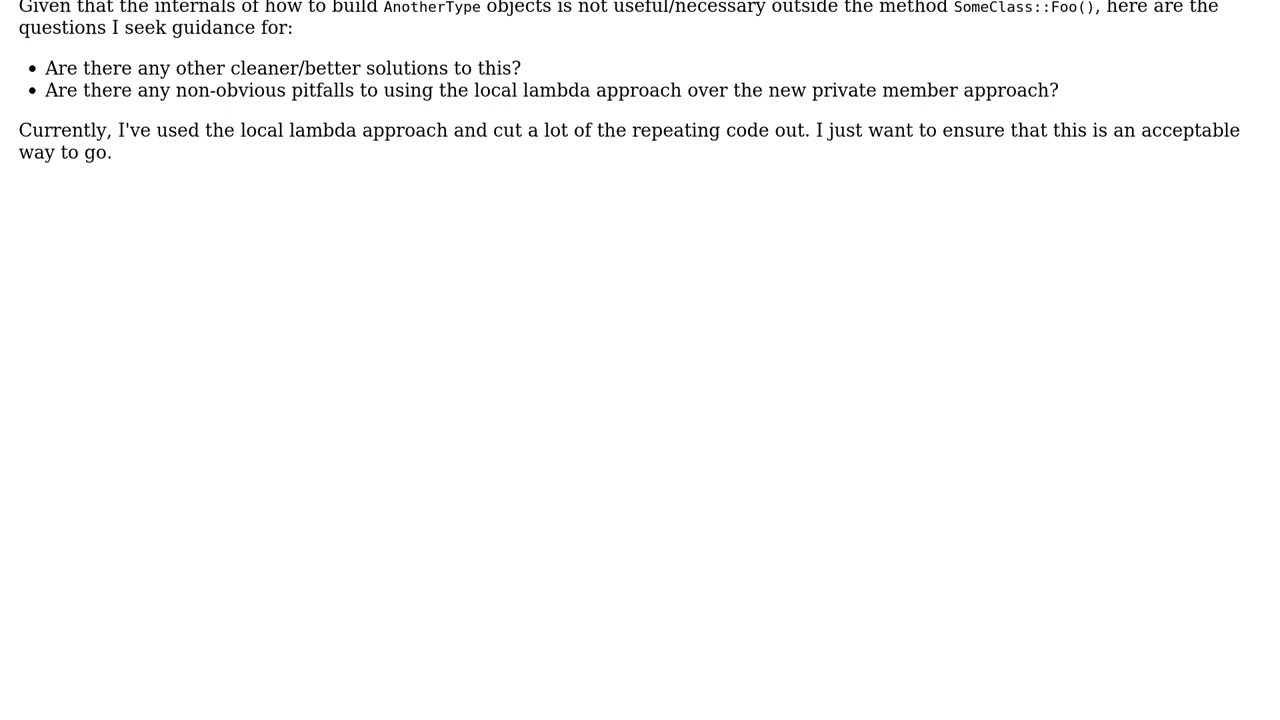 Given that the internals of how to build AnotherType objects is not useful/necessary outside the method SomeClass::Foo(), here are the
questions I seek guidance for:
• Are there any other cleaner/better solutions to this?
• Are there any non-obvious pitfalls to using the local lambda approach over the new private member approach?
Currently, I've used the local lambda approach and cut a lot of the repeating code out. I just want to ensure that this is an acceptable
way to go.